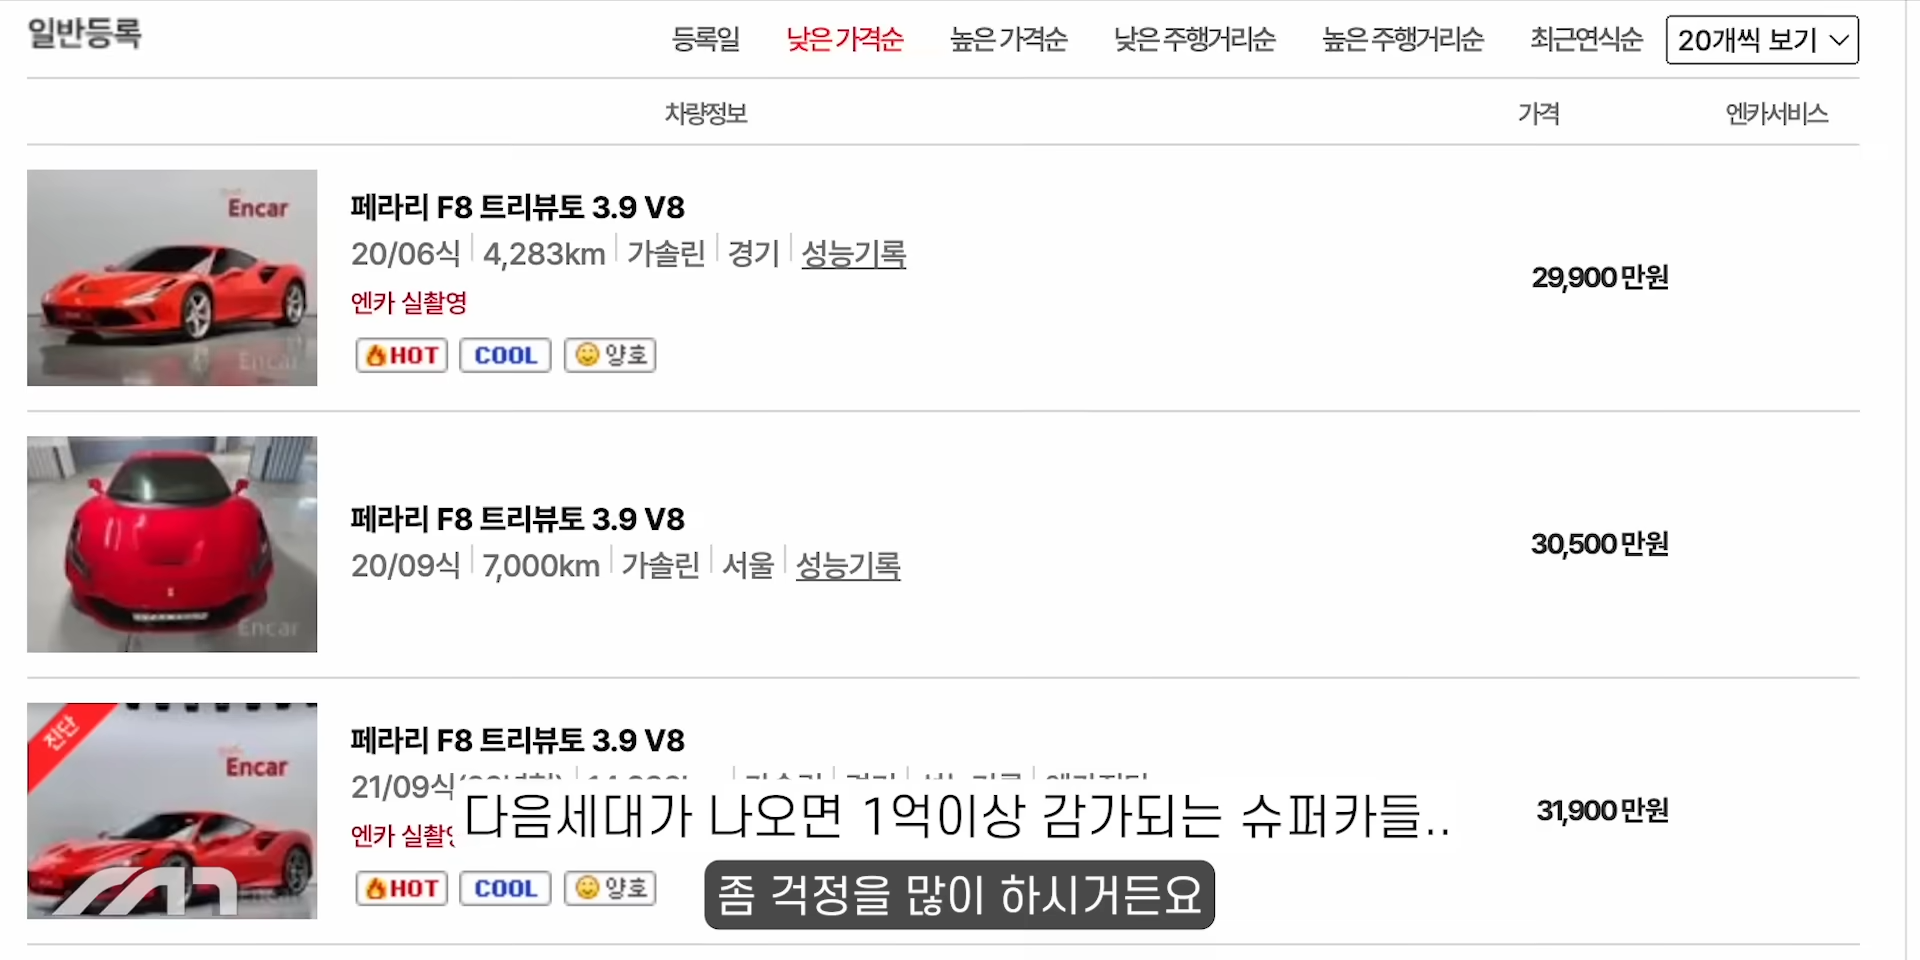 일반등록
등록일 낮은 가격순 높은 가격순 낮은 주행거리순 높은 주행거리순 최근연식순 20개씩 보기
차량정보 가격 엔카서비스
Encar
Encar
페라리 F8 트리뷰토 3.9 V8
20/06식 4,283km 가솔린 경기 성능기록
엔카 실촬영
HOT COOL 양호
29,900만원
Encar
페라리 F8 트리뷰토 3.9 V8
20/09식 7,000km 가솔린 서울 성능기록
30,500만원
진단
Encar
페라리 F8 트리뷰토 3.9 V8
21/09식
엔카 실촬영
HOT COOL 양호
31,900만원
다음세대가 나오면 1억이상 감가되는 슈퍼카들..
좀 걱정을 많이 하시거든요